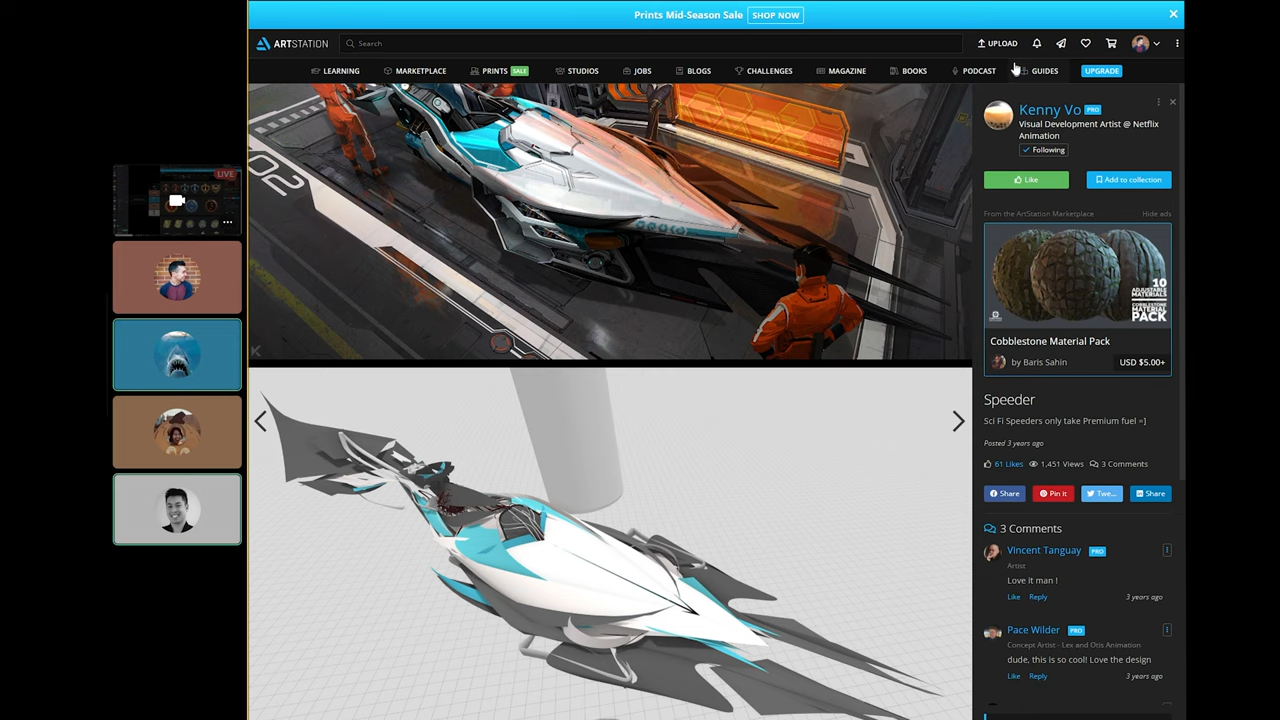 Prints Mid-Season Sale SHOP NOW
ARTSTATION
Search
UPLOAD
LEARNING
MARKETPLACE
PRINTS SALE
STUDIOS
JOBS
BLOGS
CHALLENGES
MAGAZINE
BOOKS
PODCAST
GUIDES
UPGRADE
LIVE
02
Kenny Vo PRO
Visual Development Artist @ Netflix
Animation
Following
Like
Add to collection
From the ArtStation Marketplace Hide ads
10
ADJUSTABLE
MATERIALS
COBBLESTONE
MATERIAL
PACK
Cobblestone Material Pack
by Baris Sahin USD $5.00+
Speeder
Sci Fi Speeders only take Premium fuel =]
Posted 3 years ago
61 Likes 1,451 Views 3 Comments
Share
Pin it
Twe...
Share
3 Comments
Vincent Tanguay PRO
Artist
Love it man !
Like Reply 3 years ago
Pace Wilder PRO
Concept Artist - Lex and Otis Animation
dude, this is so cool! Love the design
Like Reply 3 years ago